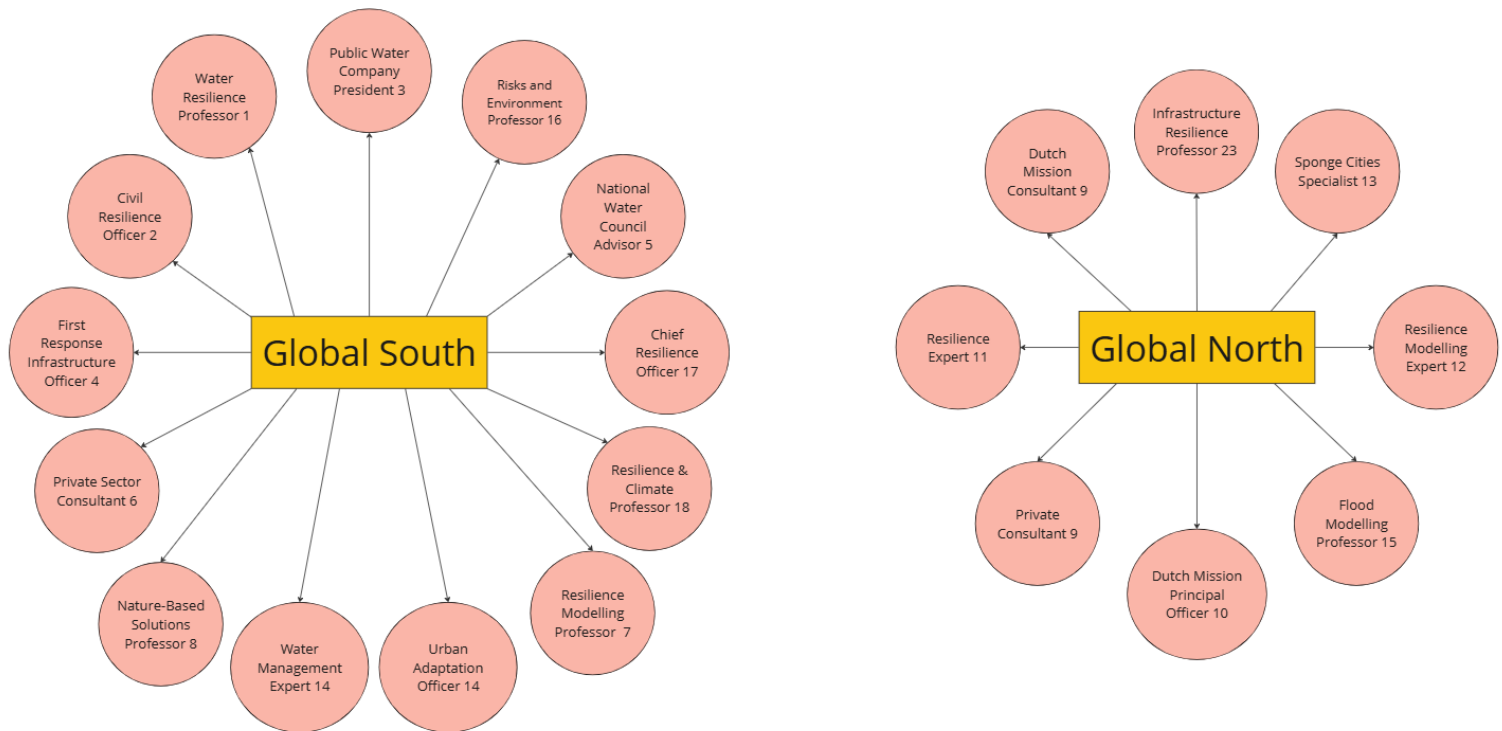 Public Water
Company
President 3
Water
Resilience
Professor 1
Risks and
Environment
Professor 16
Civil
Resilience
Officer 2
National
Water
Council
Advisor 5
First
Response
Infrastructure
Officer 4
Global South
Chief
Resilience
Officer 17
Private Sector
Consultant 6
Resilience &
Climate
Professor 18
Nature-Based
Solutions
Professor 8
Water
Management
Expert 14
Urban
Adaptation
Officer 14
Resilience
Modelling
Professor 7
Dutch
Mission
Consultant 9
Infrastructure
Resilience
Professor 23
Sponge Cities
Specialist 13
Resilience
Expert 11
Global North
Resilience
Modelling
Expert 12
Private
Consultant 9
Dutch Mission
Principal
Officer 10
Flood
Modelling
Professor 15